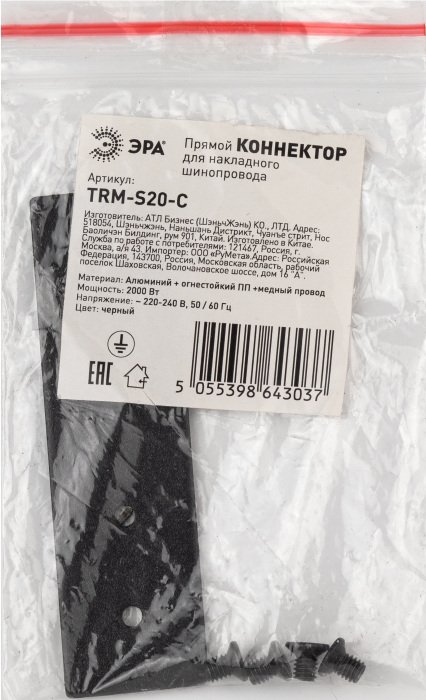 ЭРА
Прямой КОННЕКТОР
для накладного
шинопровода
Артикул:
TRM-S20-C
Изготовитель: АТЛ Бизнес (ШэньчЖэнь) КО., ЛТД. Адрес:
518054, Шэньчжэнь, Наньшань Дистрикт, Чуанъе стрит, Нос
Баоличэн Билдинг, рум 901, Китай. Изготовлено в Китае.
Служба по работе с потребителями: 121467, Россия, г.
Москва, а/я 43. Импортер: ООО «РуМета».Адрес: Российская
Федерация, 143700, Россия, Московская область, рабочий
поселок Шаховская, Волочановское шоссе, дом 16 "А".
Материал: Алюминий + огнестойкий ПП +медный провод
Мощность: 2000 Вт
Напряжение: ~ 220-240 В, 50 / 60 Гц
Цвет: черный
EAC
5 055398 643037